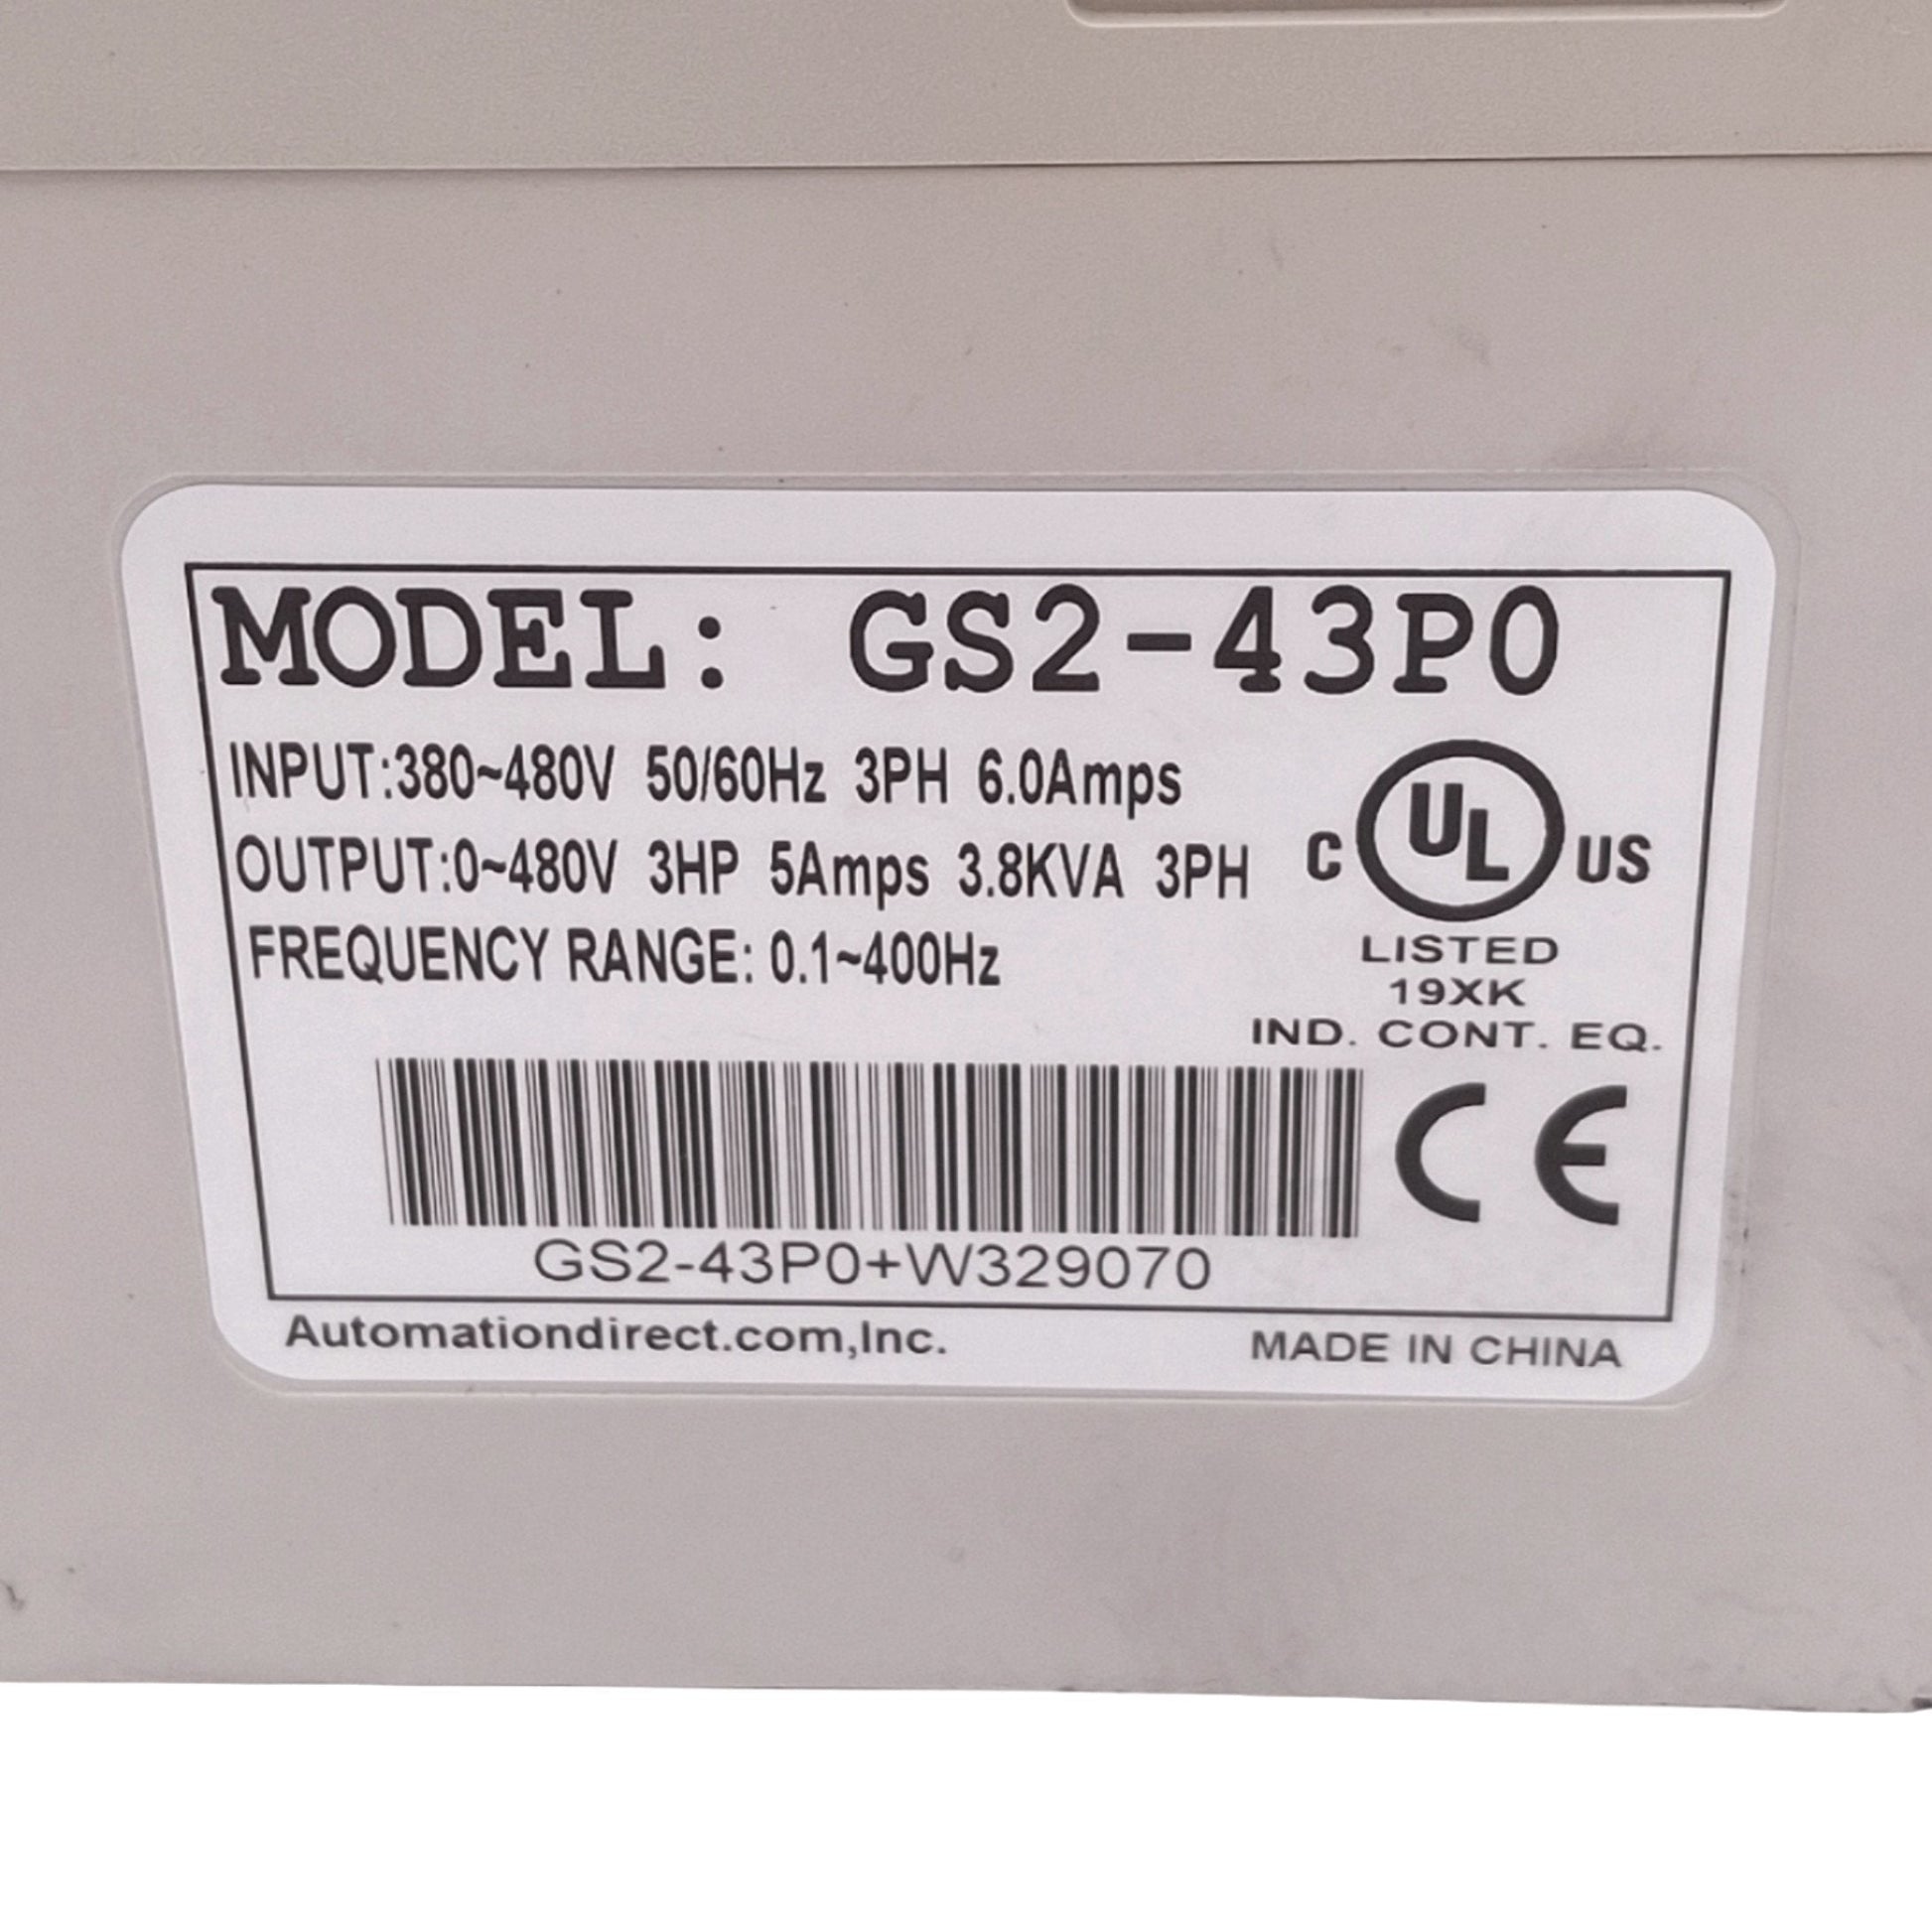 MODEL: GS2-43P0
INPUT:380~480V 50/60Hz 3PH 6.0Amps
OUTPUT:0~480V 3HP 5Amps 3.8KVA 3PH
FREQUENCY RANGE: 0.1~400Hz
C UL US
LISTED
19XK
IND. CONT. EQ.
CE
GS2-43P0+W329070
Automationdirect.com,Inc.
MADE IN CHINA